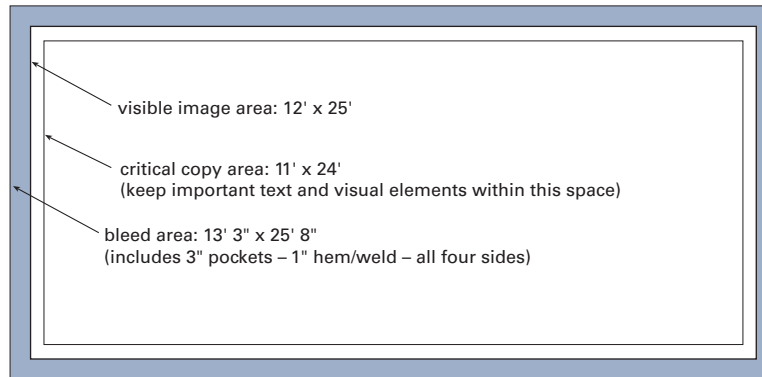 visible image area: 12' x 25'
critical copy area: 11' x 24'
(keep important text and visual elements within this space)
bleed area: 13' 3" x 25' 8"
(includes 3" pockets – 1" hem/weld – all four sides)